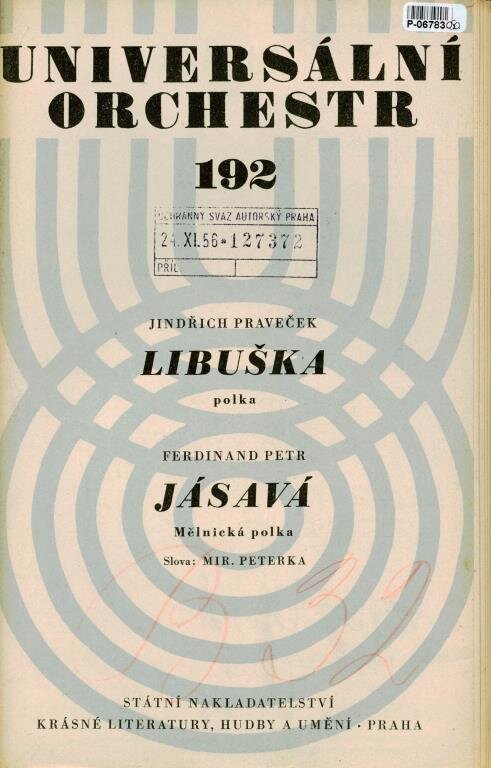 P-06783
UNIVERSÁLNÍ
ORCHESTR
192
OCHRANNÝ SVAZ AUTORSKÝ PRAHA
24.XI.56*127372
PŘÍL.
JINDŘICH PRAVEČEK
LIBUŠKA
polka
FERDINAND PETR
JÁSAVÁ
Mělnická polka
Slova: MIR. PETERKA
B 32
STÁTNÍ NAKLADATELSTVÍ
KRÁSNÉ LITERATURY, HUDBY A UMĚNÍ · PRAHA